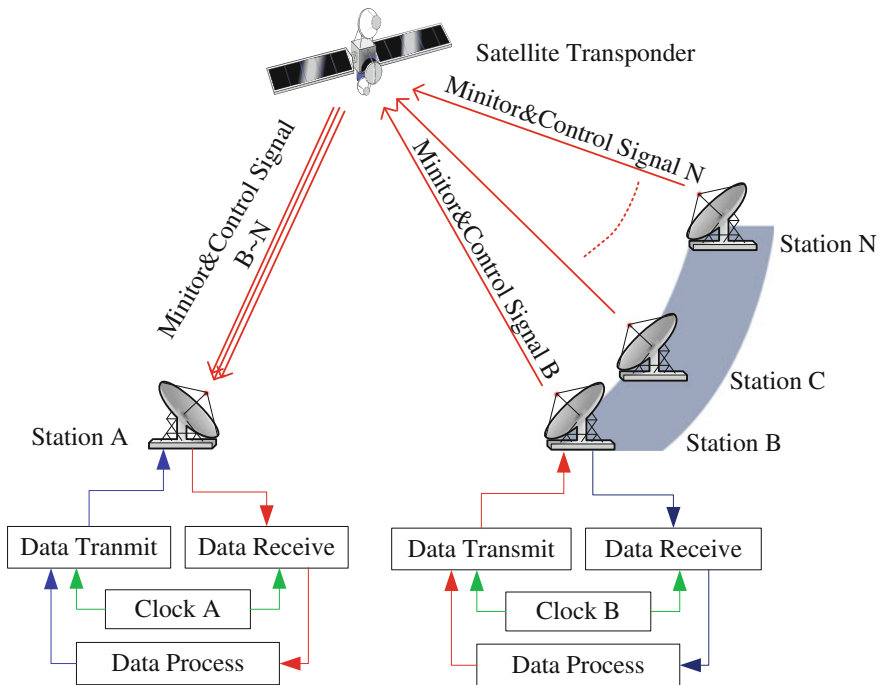 Satellite Transponder
Minitor&Control Signal N
Minitor&Control Signal
B~N
Minitor&Control Signal B
Station N
Station C
Station A
Station B
Data Tranmit
Data Receive
Data Transmit
Data Receive
Clock A
Clock B
Data Process
Data Process